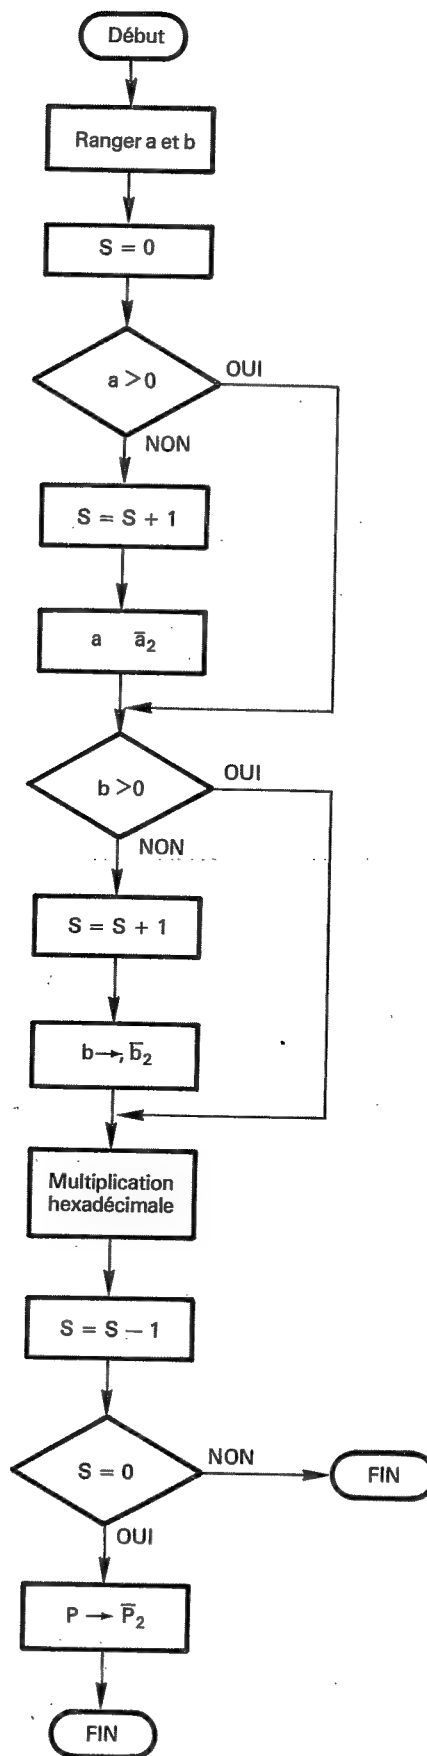 Début
Ranger a et b
S = 0
a > 0
OUI
NON
S = S + 1
a a̅₂
b > 0
OUI
NON
S = S + 1
b →, b̅₂
Multiplication
hexadécimale
S = S − 1
S = 0
NON
FIN
OUI
P → P̅₂
FIN